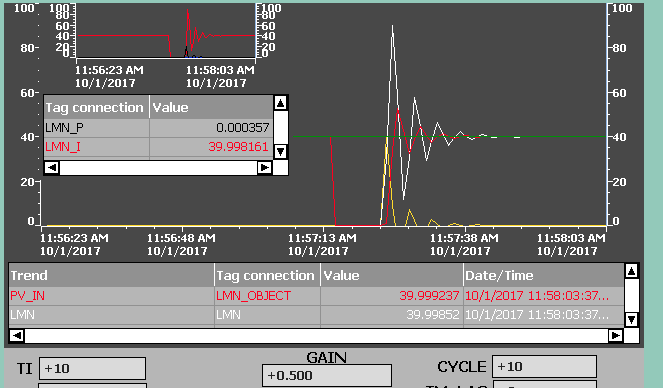 100 100 100
80 80
60 60
40 40
20 20
0 0
11:56:23 AM 11:58:03 AM
10/1/2017 10/1/2017
60 60
Tag connection Value
LMN_P 0.000357
LMN_I 39.998161
40 40
20 20
0 0
11:56:23 AM 11:56:48 AM 11:57:13 AM 11:57:38 AM 11:58:03 AM
10/1/2017 10/1/2017 10/1/2017 10/1/2017 10/1/2017
Trend Tag connection Value Date/Time
PV_IN LMN_OBJECT 39.999237 10/1/2017 11:58:03:37...
LMN LMN 39.99852 10/1/2017 11:58:03:37...
TI +10 GAIN CYCLE +10
+0.500